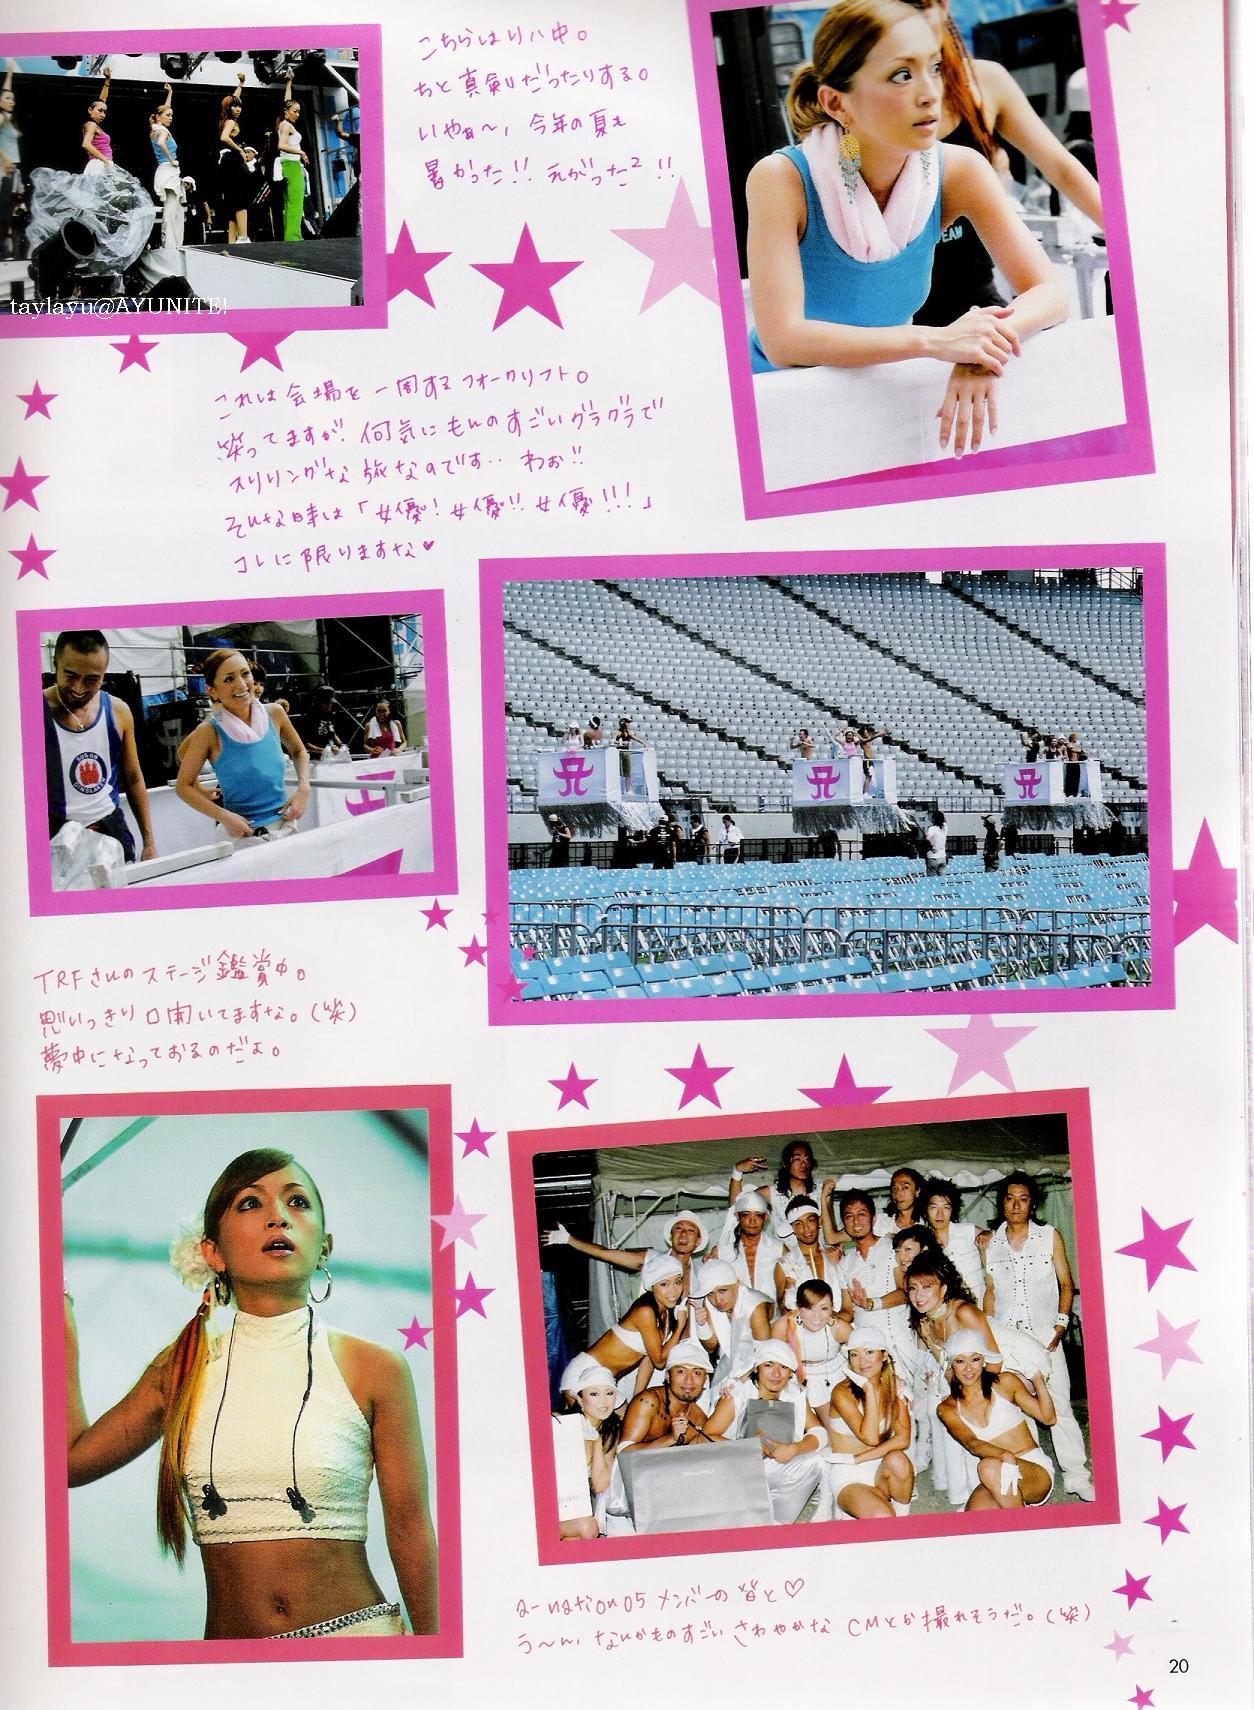 こちらはリハ中。
ちと真剣だったりする。
いやぁ〜、今年の夏も
暑かった!! 
TEAM
taylayu@AYUNITE!
これは会場を一周するフォークリフト。
笑ってますが、何気にもんのすごいグラグラで
スリリングな旅なのです‥ わぉ!!
そんな時は「女優! 女優!! 女優!!!」
コレに限りますな♥
TRFさんのステージ鑑賞中。
思いっきり口開いてますな。(笑)
夢中になっておるのだよ。
a-nation05 メンバーの皆と♡
う〜ん、なんかものすごいさわやかなCMとか撮れそうだ。(笑)
20